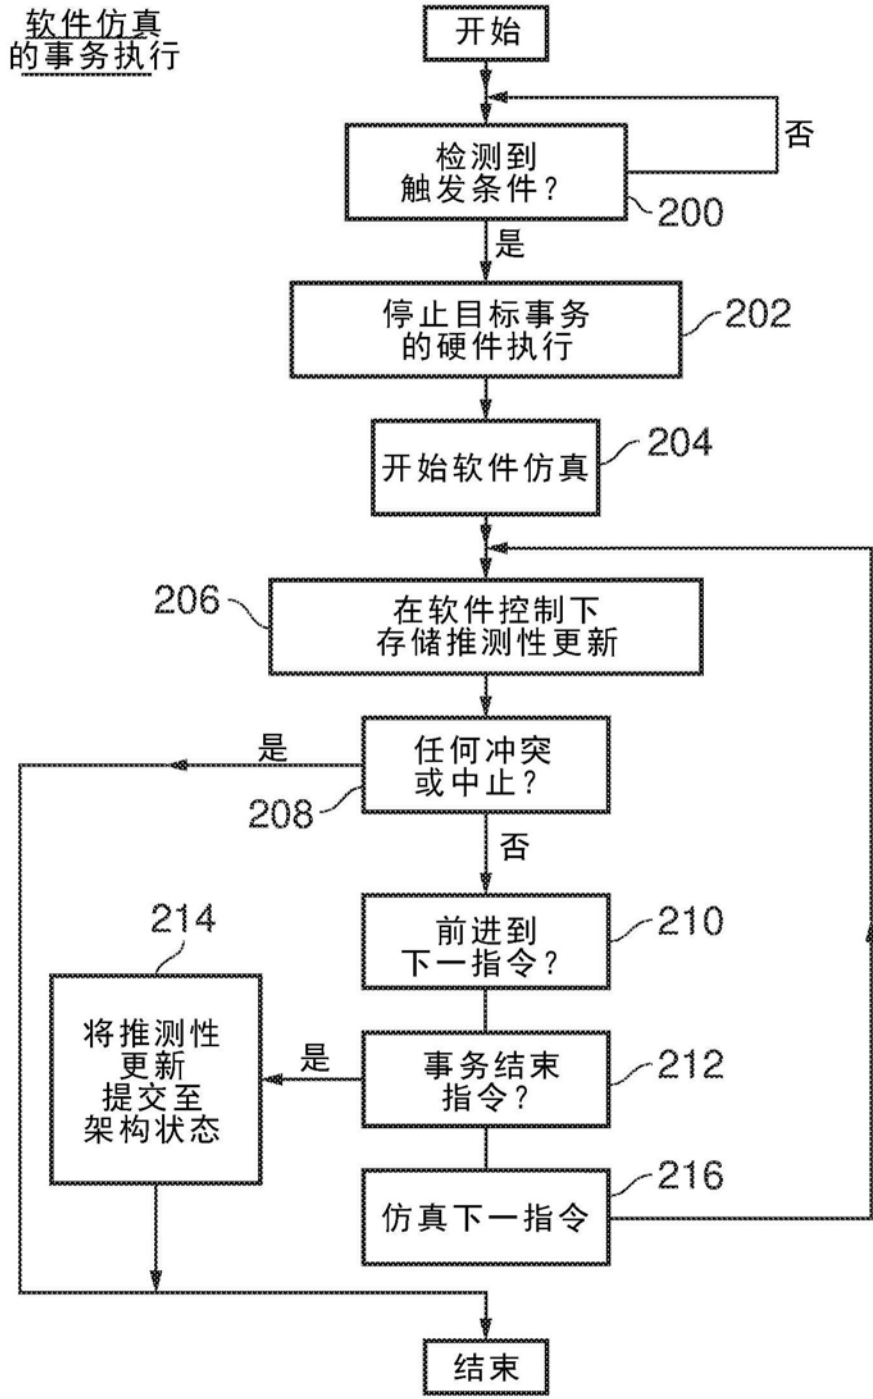 软件仿真
的事务执行
开始
否
检测到
触发条件?
200
是
停止目标事务
的硬件执行
202
开始软件仿真
204
206
在软件控制下
存储推测性更新
是
任何冲突
或中止?
208
否
214
前进到
下一指令?
210
将推测性
更新
提交至
架构状态
是
事务结束
指令?
212
仿真下一指令
216
结束